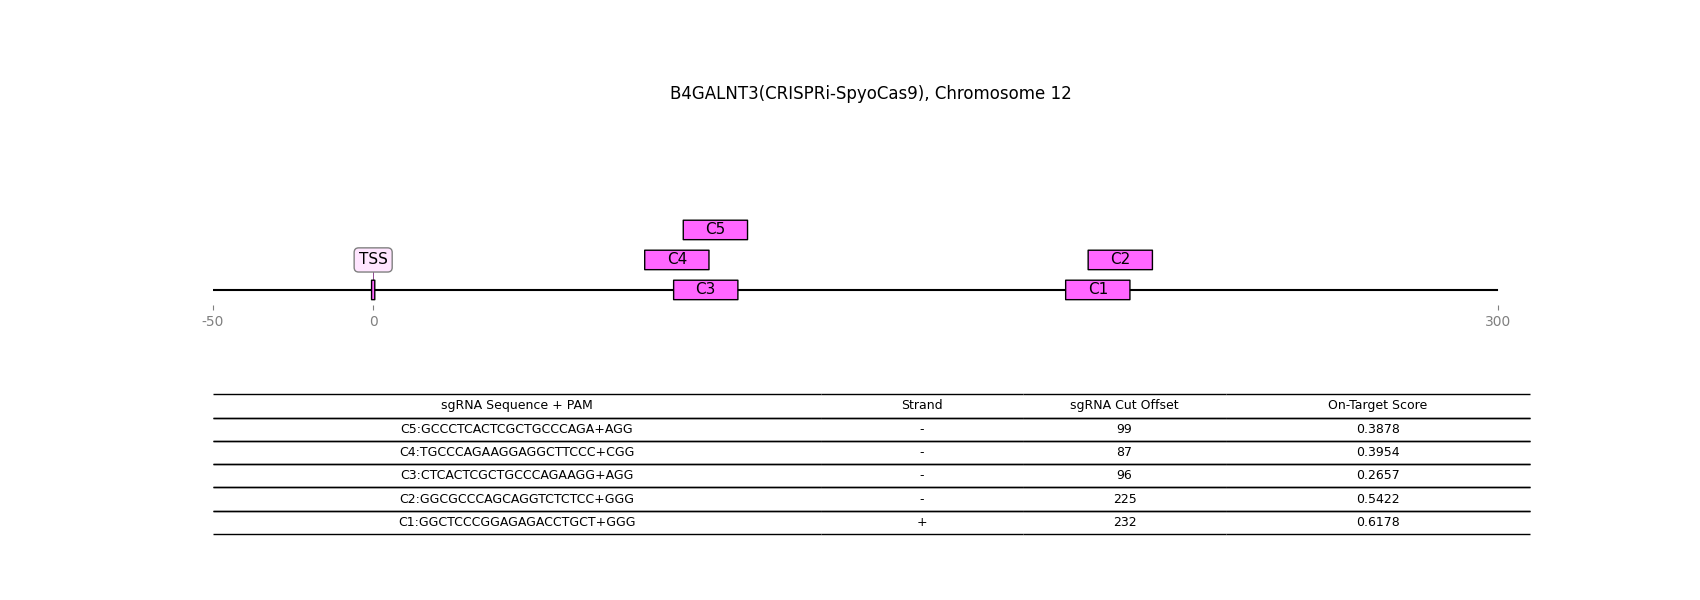 B4GALNT3(CRISPRi-SpyoCas9), Chromosome 12
C5
TSS C4 C2
C3 C1
-50 0 300
sgRNA Sequence + PAM Strand sgRNA Cut Offset On-Target Score
C5:GCCCTCACTCGCTGCCCAGA+AGG - 99 0.3878
C4:TGCCCAGAAGGAGGCTTCCC+CGG - 87 0.3954
C3:CTCACTCGCTGCCCAGAAGG+AGG - 96 0.2657
C2:GGCGCCCAGCAGGTCTCTCC+GGG - 225 0.5422
C1:GGCTCCCGGAGAGACCTGCT+GGG + 232 0.6178